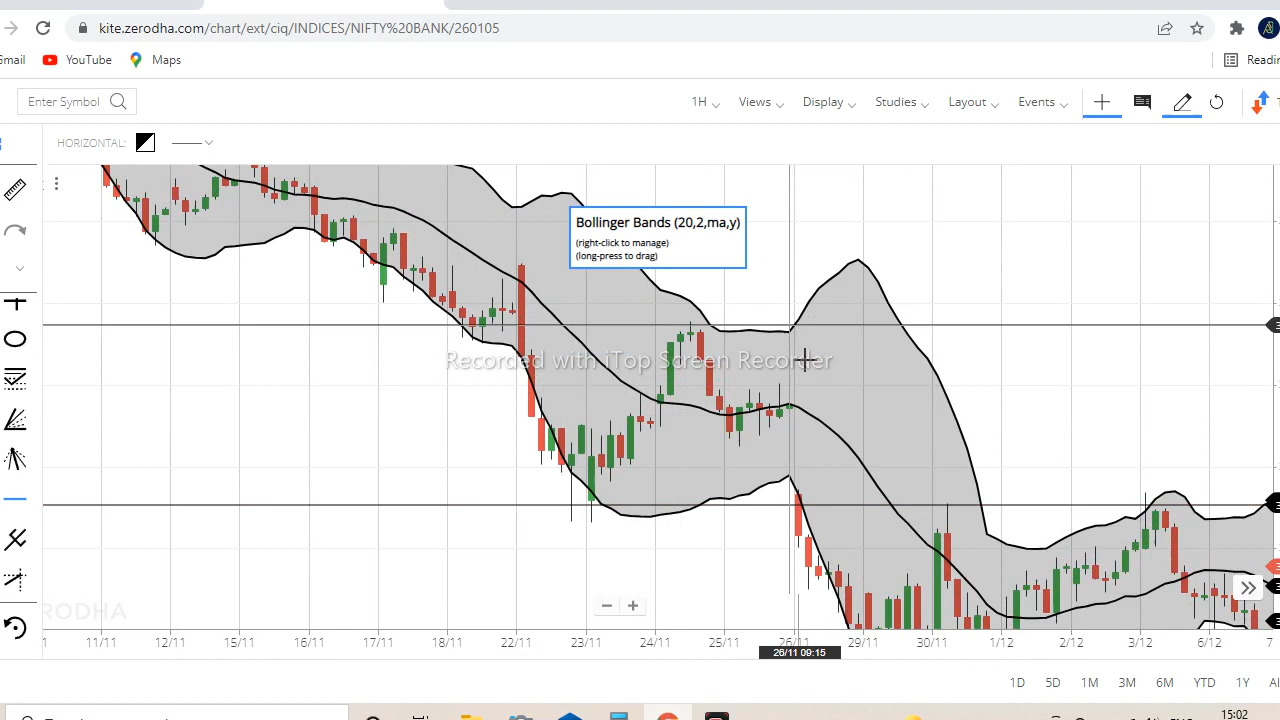 kite.zerodha.com/chart/ext/ciq/INDICES/NIFTY%20BANK/260105
Gmail YouTube Maps
Enter Symbol 1H Views Display Studies Layout Events
HORIZONTAL:
Bollinger Bands (20,2,ma,y)
(right-click to manage)
(long-press to drag)
Recorded with iTop Screen Recorder
11/11 12/11 15/11 16/11 17/11 18/11 22/11 23/11 24/11 25/11 26/11 29/11 30/11 1/12 2/12 3/12 6/12 7
26/11 09:15
1D 5D 1M 3M 6M YTD 1Y
15:02